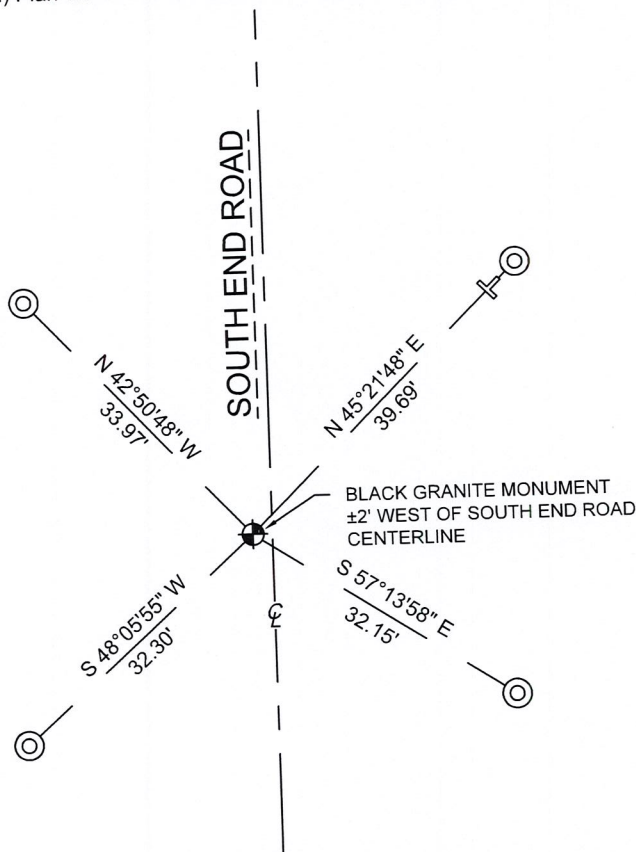 Plan
SOUTH END ROAD
N 42°50'48" W
33.97'
N 45°21'48" E
39.69'
BLACK GRANITE MONUMENT
±2' WEST OF SOUTH END ROAD
CENTERLINE
S 48°05'55" W
32.30'
S 57°13'58" E
32.15'
℄